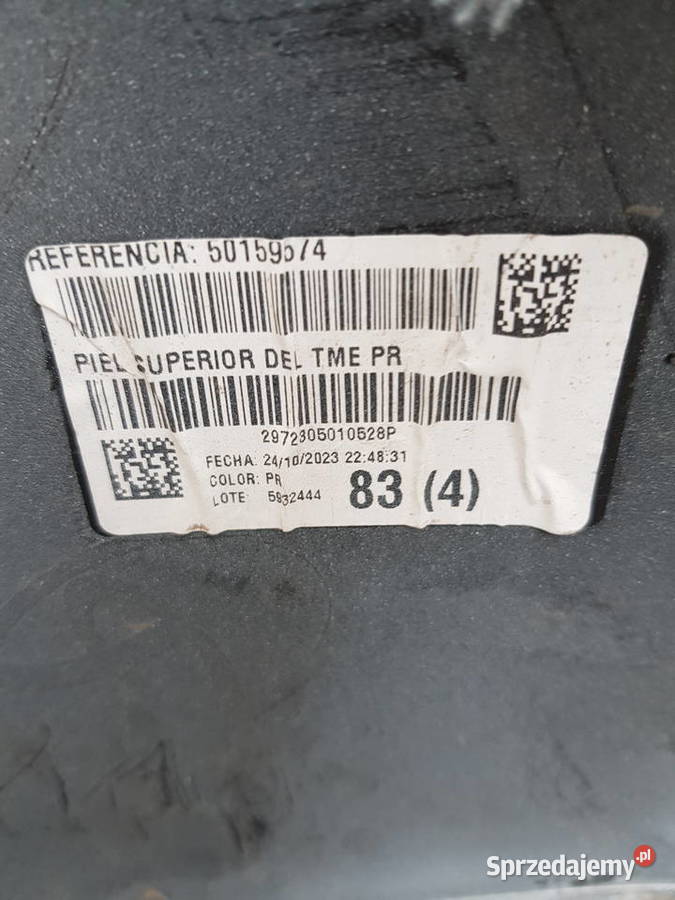 REFERENCIA: 50159574
PIEL SUPERIOR DEL TME PR
2972305010528P
FECHA: 24/10/2023 22:48:31
COLOR: PR
LOTE: 5932444
83 (4)
Sprzedajemy.pl